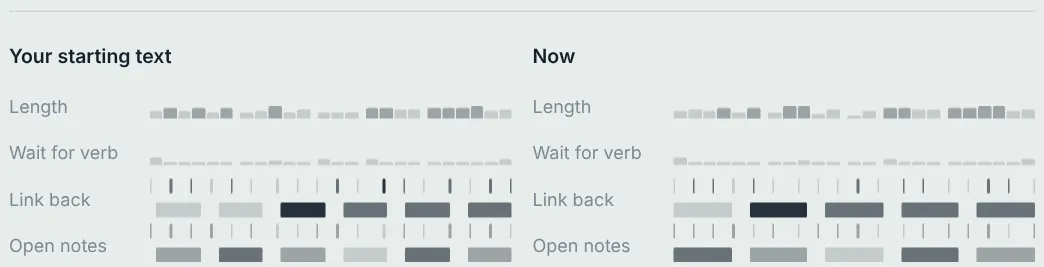 Your starting text
Length
Wait for verb
Link back
Open notes
Now
Length
Wait for verb
Link back
Open notes